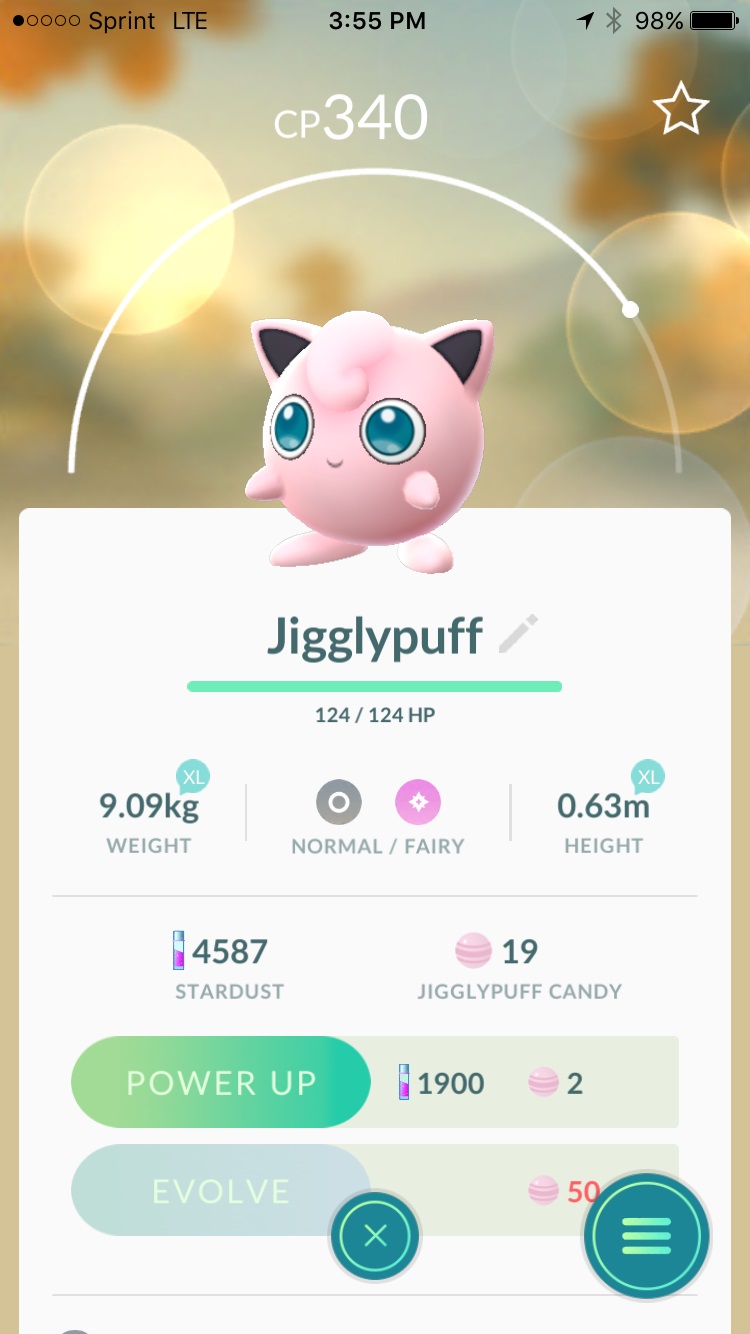 Sprint LTE 3:55 PM 98%
CP340
Jigglypuff
124 / 124 HP
XL XL
9.09kg 0.63m
WEIGHT NORMAL / FAIRY HEIGHT
4587 19
STARDUST JIGGLYPUFF CANDY
POWER UP 1900 2
EVOLVE 50